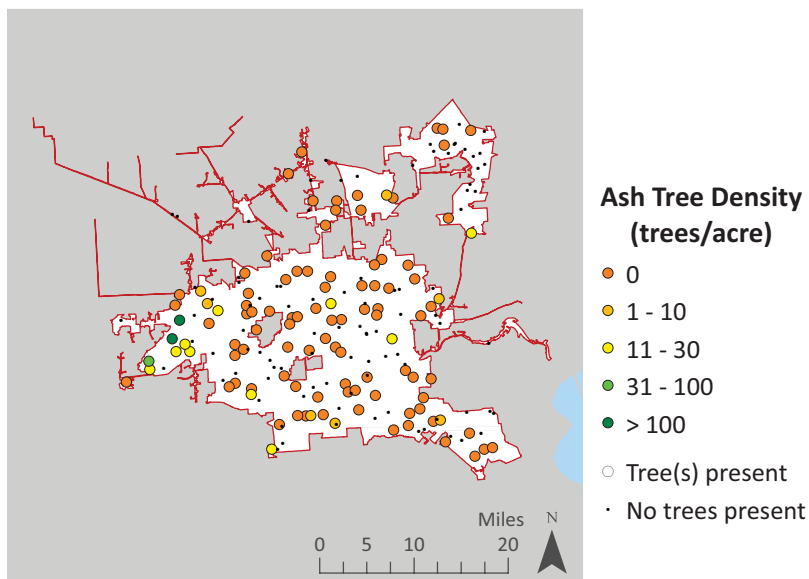 Ash Tree Density
(trees/acre)
0
1 - 10
11 - 30
31 - 100
> 100
Tree(s) present
No trees present
Miles
N
0 5 10 20